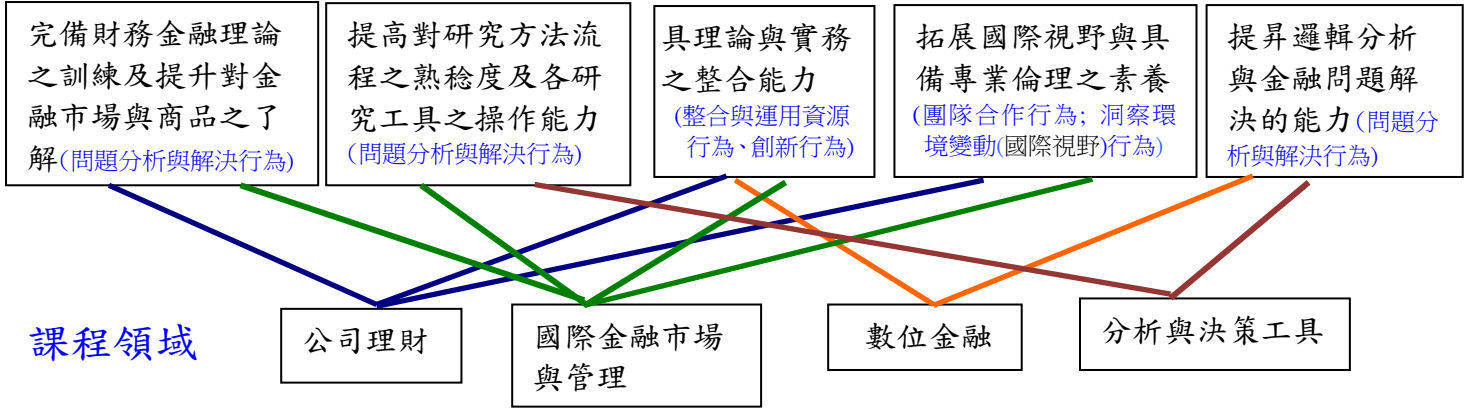 完備財務金融理論
之訓練及提升對金
融市場與商品之了
解(問題分析與解決行為)
提高對研究方法流
程之熟稔度及各研
究工具之操作能力
(問題分析與解決行為)
具理論與實務
之整合能力
(整合與運用資源
行為、創新行為)
拓展國際視野與具
備專業倫理之素養
(團隊合作行為; 洞察環
境變動(國際視野)行為)
提昇邏輯分析
與金融問題解
決的能力(問題分
析與解決行為)
課程領域
公司理財
國際金融市場
與管理
數位金融
分析與決策工具